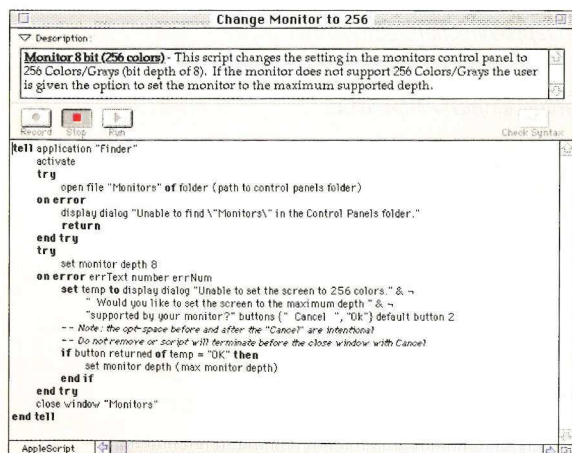 Change Monitor to 256
Description:
Monitor 8 bit (256 colors) - This script changes the setting in the monitors control panel to
256 Colors/Grays (bit depth of 8). If the monitor does not support 256 Colors/Grays the user
is given the option to set the monitor to the maximum supported depth.
Record Stop Run Check Syntax
tell application "Finder"
activate
try
open file "Monitors" of folder (path to control panels folder)
on error
display dialog "Unable to find \"Monitors\" in the Control Panels folder."
return
end try
try
set monitor depth 8
on error errText number errNum
set temp to display dialog "Unable to set the screen to 256 colors." & ¬
" Would you like to set the screen to the maximum depth " & ¬
"supported by your monitor?" buttons {" Cancel ", "Ok"} default button 2
-- Note: the opt-space before and after the "Cancel" are intentional
-- Do not remove or script will terminate before the close window with Cancel
if button returned of temp = "OK" then
set monitor depth (max monitor depth)
end if
end try
close window "Monitors"
end tell
AppleScript